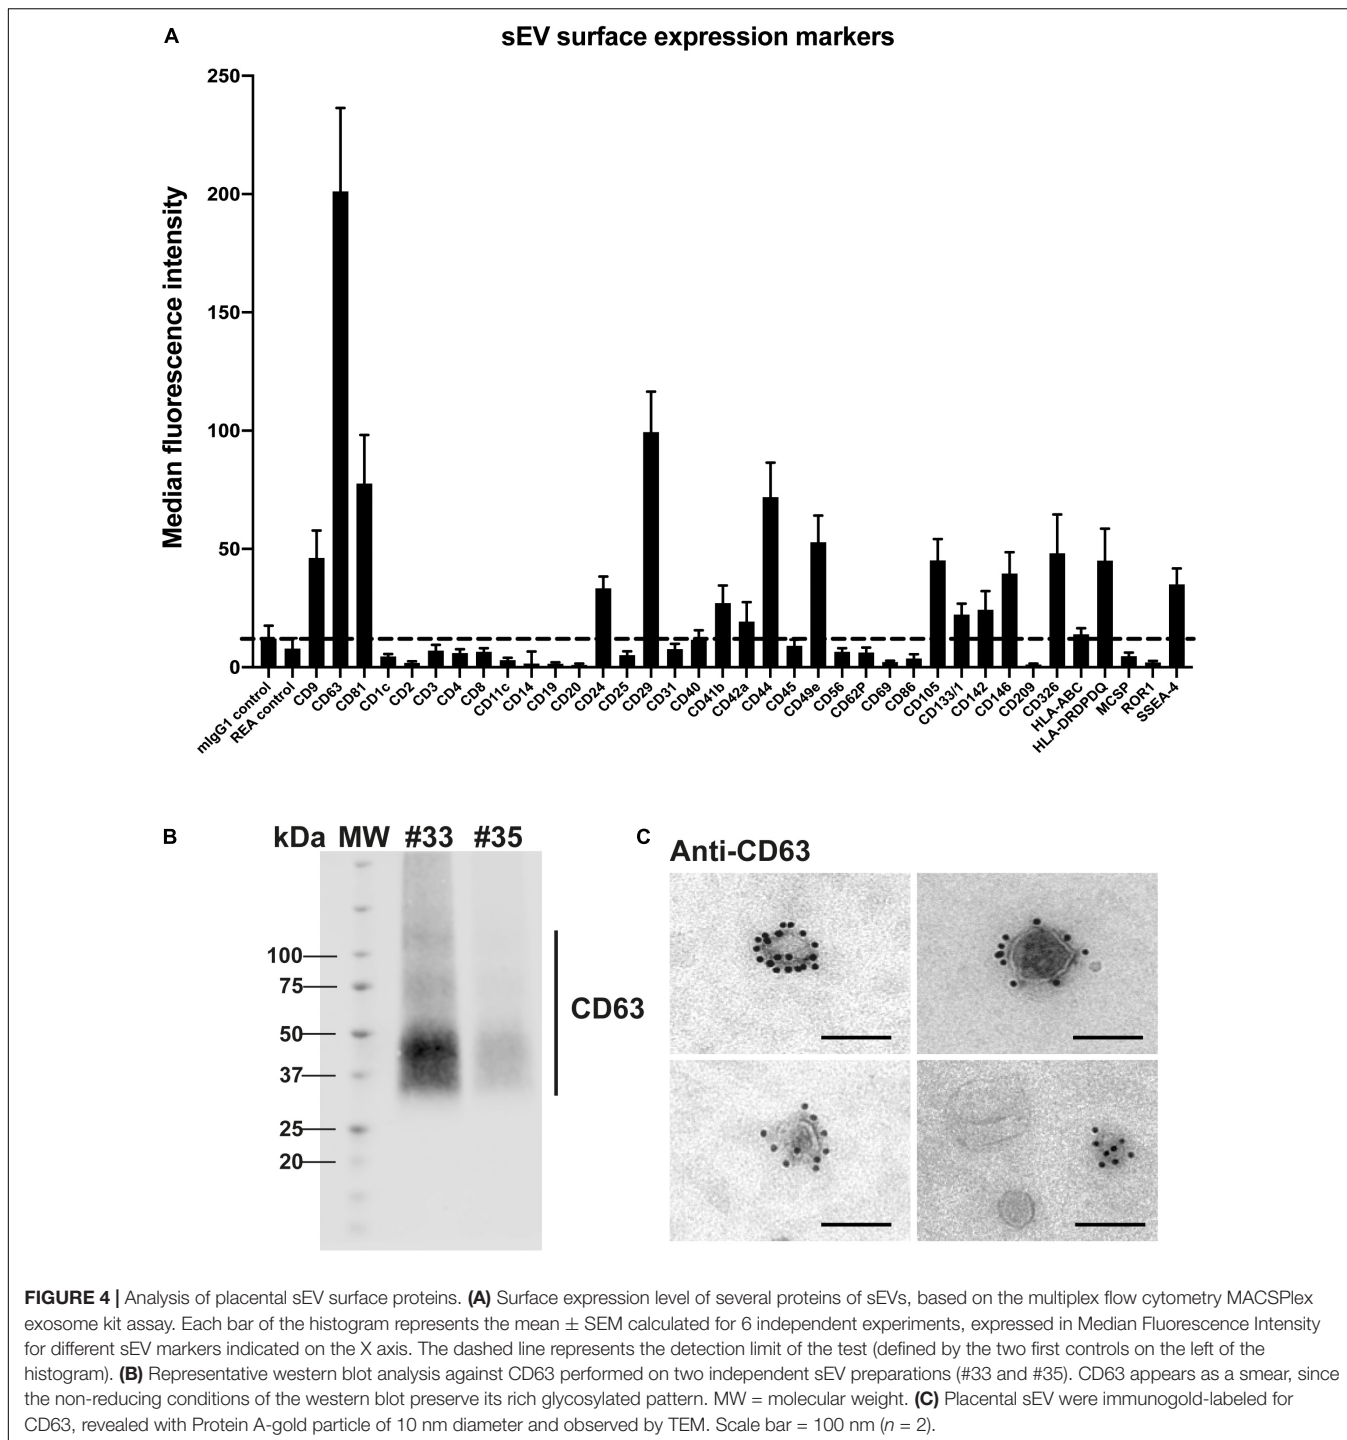 A
sEV surface expression markers
Median fluorescence intensity
250
200
150
100
50
0
mIgG1 control
REA control
CD9
CD63
CD81
CD1c
CD2
CD3
CD4
CD8
CD11c
CD14
CD19
CD20
CD24
CD25
CD29
CD31
CD40
CD41b
CD42a
CD44
CD45
CD49e
CD56
CD62P
CD69
CD86
CD105
CD133/1
CD142
CD146
CD209
CD326
HLA-ABC
HLA-DRDPDQ
MCSP
ROR1
SSEA-4
B
kDa MW #33 #35
100
75
50
37
25
20
CD63
C
Anti-CD63
FIGURE 4 | Analysis of placental sEV surface proteins. (A) Surface expression level of several proteins of sEVs, based on the multiplex flow cytometry MACSPlex
exosome kit assay. Each bar of the histogram represents the mean ± SEM calculated for 6 independent experiments, expressed in Median Fluorescence Intensity
for different sEV markers indicated on the X axis. The dashed line represents the detection limit of the test (defined by the two first controls on the left of the
histogram). (B) Representative western blot analysis against CD63 performed on two independent sEV preparations (#33 and #35). CD63 appears as a smear, since
the non-reducing conditions of the western blot preserve its rich glycosylated pattern. MW = molecular weight. (C) Placental sEV were immunogold-labeled for
CD63, revealed with Protein A-gold particle of 10 nm diameter and observed by TEM. Scale bar = 100 nm (n = 2).